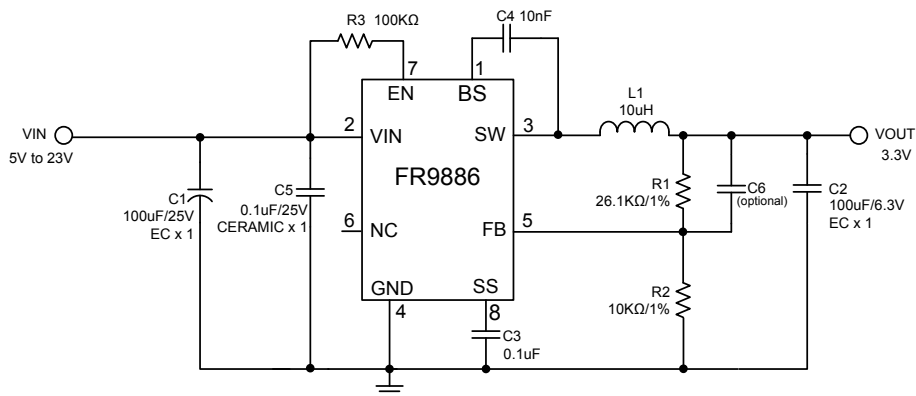 C4 10nF
R3 100KΩ
7
1
EN
BS
L1
10uH
VIN
5V to 23V
2
VIN
SW
3
VOUT
3.3V
FR9886
C1
100uF/25V
EC x 1
C5
0.1uF/25V
CERAMIC x 1
R1
26.1KΩ/1%
C6
(optional)
C2
100uF/6.3V
EC x 1
6
NC
FB
5
GND
SS
4
8
R2
10KΩ/1%
C3
0.1uF